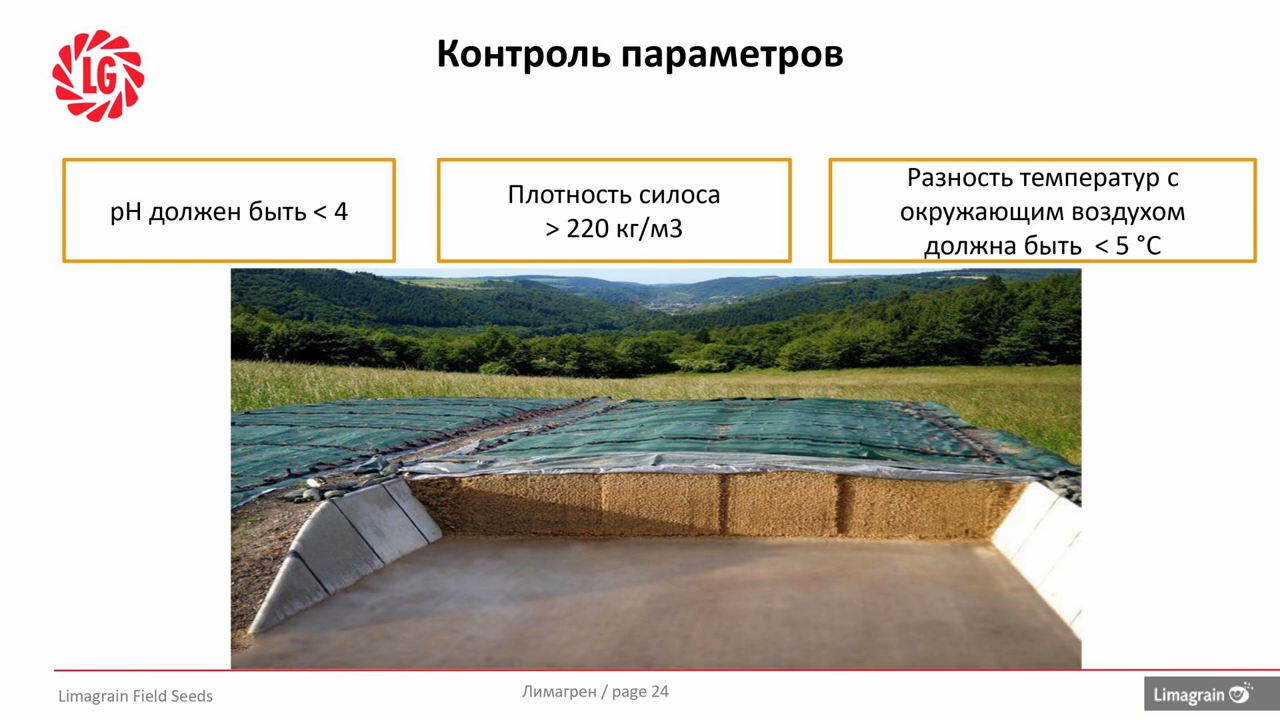 LG
Контроль параметров
pH должен быть < 4
Плотность силоса
> 220 кг/м3
Разность температур с
окружающим воздухом
должна быть < 5 °C
Limagrain Field Seeds
Лимагрен / page 24
Limagrain